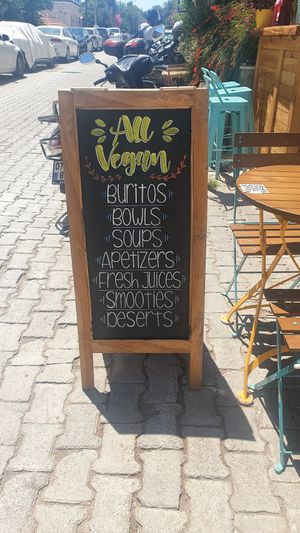 All
Vegan
BURITOS
BOWLS
SOUPS
APETIZERS
FRESH JUICES
SMOOTIES
DESERTS